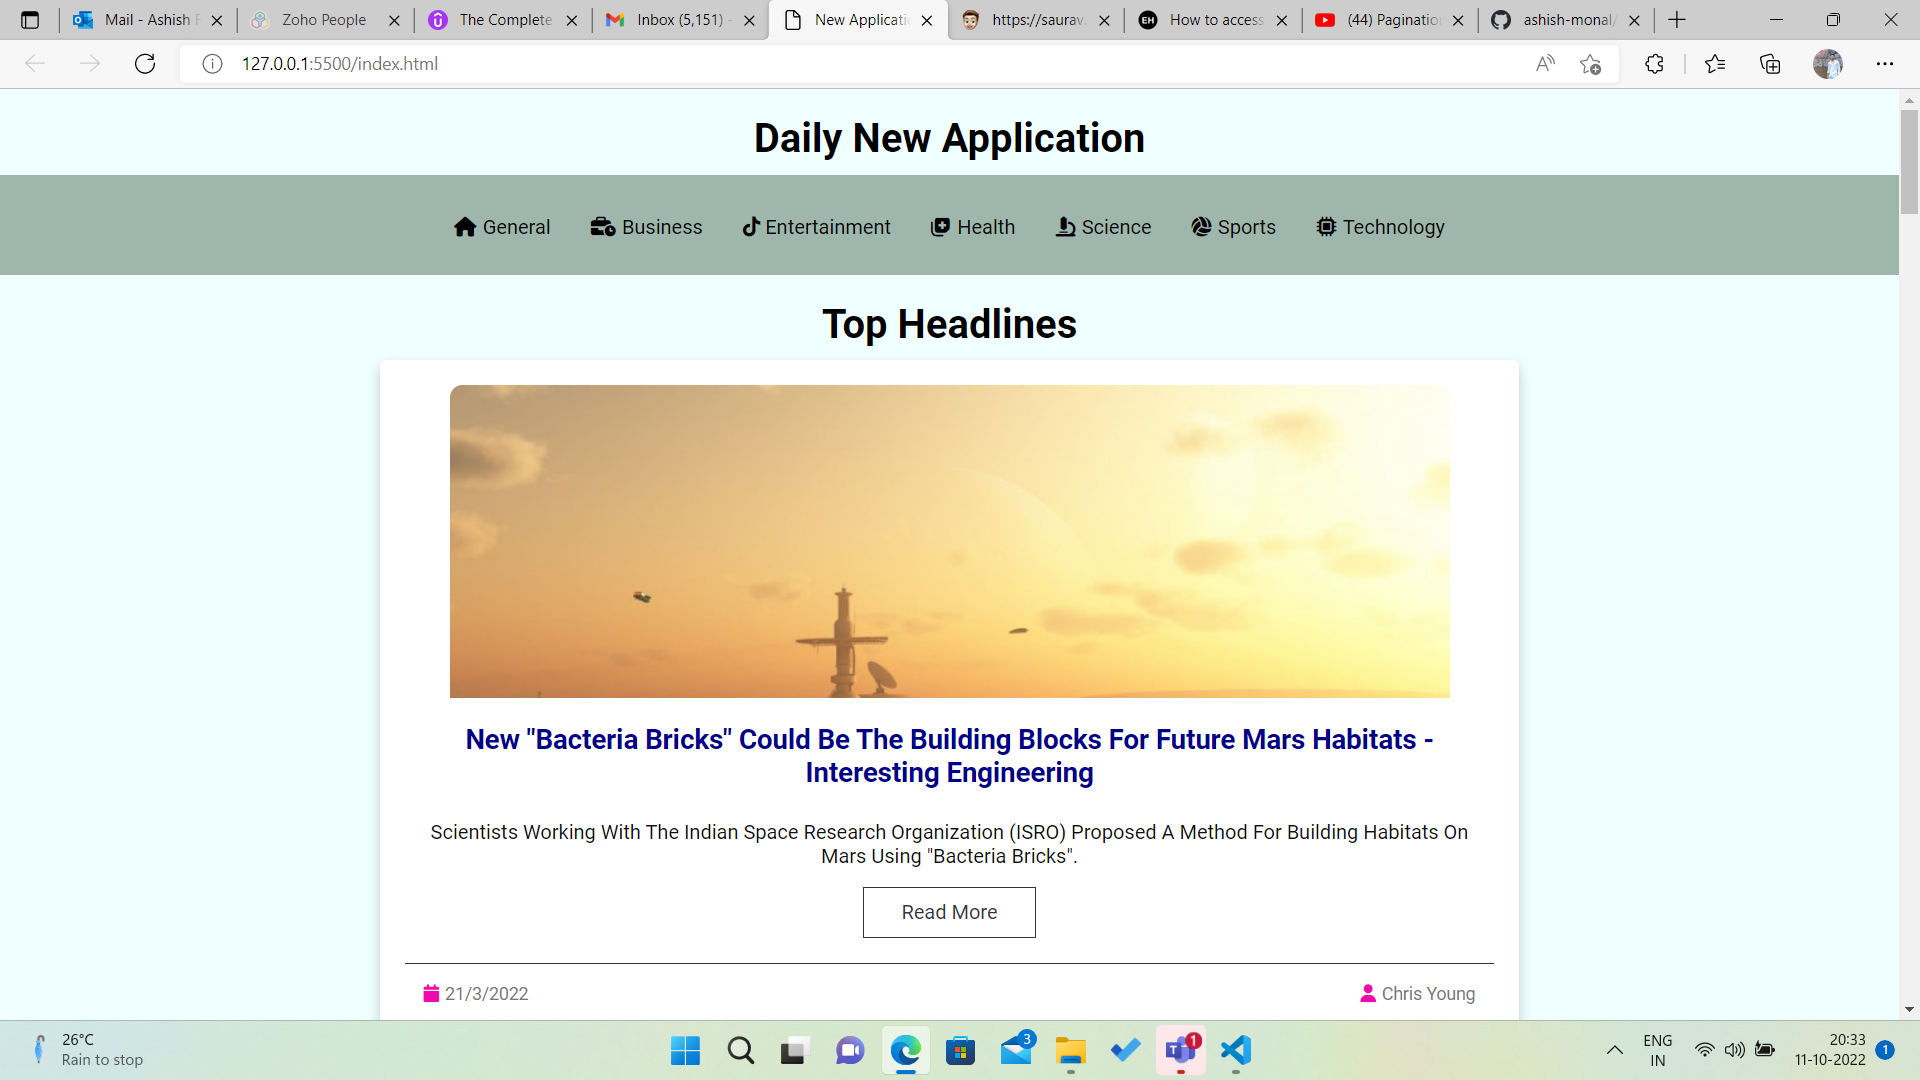 Mail - Ashish
Zoho People
The Complete
Inbox (5,151) -
New Applicatio
https://saurav.
How to access
(44) Pagination
ashish-monal/
127.0.0.1:5500/index.html
Daily New Application
General Business Entertainment Health Science Sports Technology
Top Headlines
New "Bacteria Bricks" Could Be The Building Blocks For Future Mars Habitats -
Interesting Engineering
Scientists Working With The Indian Space Research Organization (ISRO) Proposed A Method For Building Habitats On
Mars Using "Bacteria Bricks".
Read More
21/3/2022
Chris Young
26°C
Rain to stop
3
1
ENG
IN
20:33
11-10-2022
1